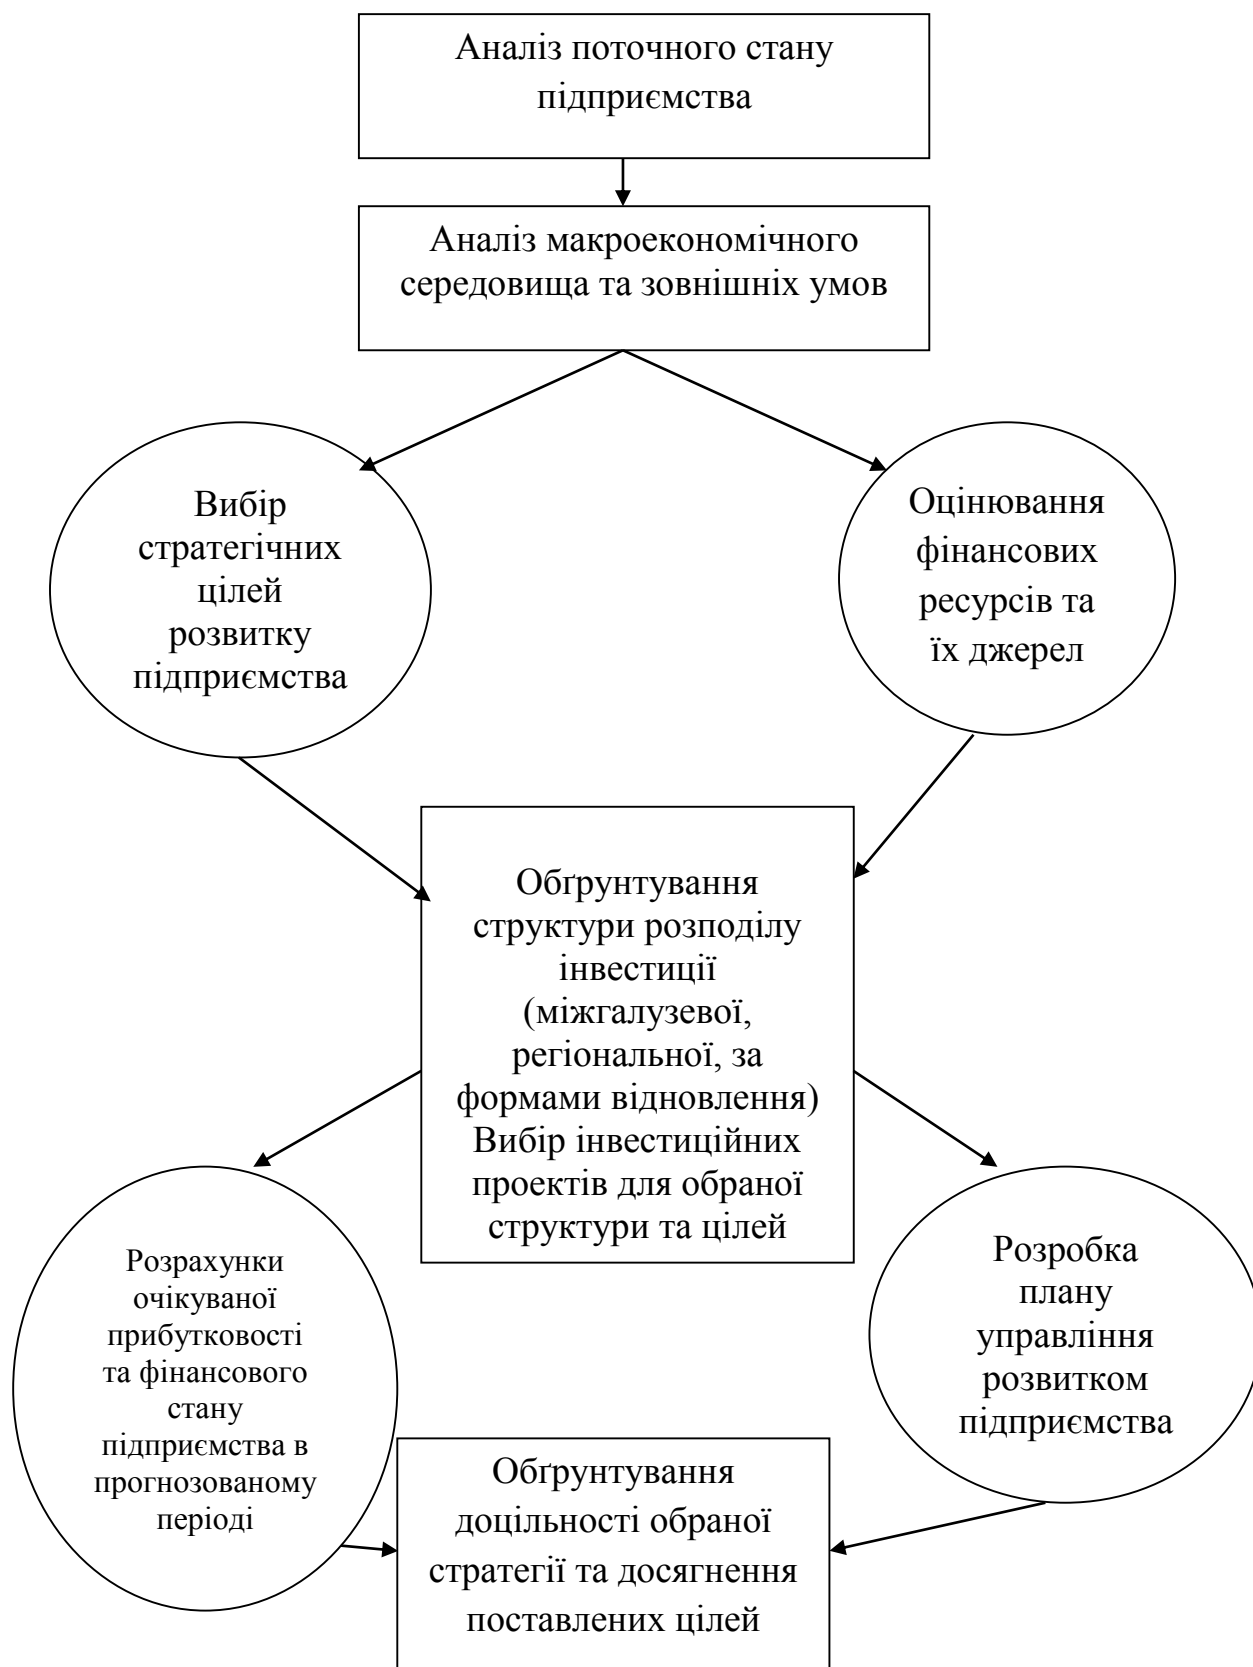 Аналіз поточного стану
підприємства
Аналіз макроекономічного
середовища та зовнішніх умов
Вибір
стратегічних
цілей
розвитку
підприємства
Оцінювання
фінансових
ресурсів та
їх джерел
Обґрунтування
структури розподілу
інвестиції
(міжгалузевої,
регіональної, за
формами відновлення)
Вибір інвестиційних
проектів для обраної
структури та цілей
Розрахунки
очікуваної
прибутковості
та фінансового
стану
підприємства в
прогнозованому
періоді
Розробка
плану
управління
розвитком
підприємства
Обґрунтування
доцільності обраної
стратегії та досягнення
поставлених цілей